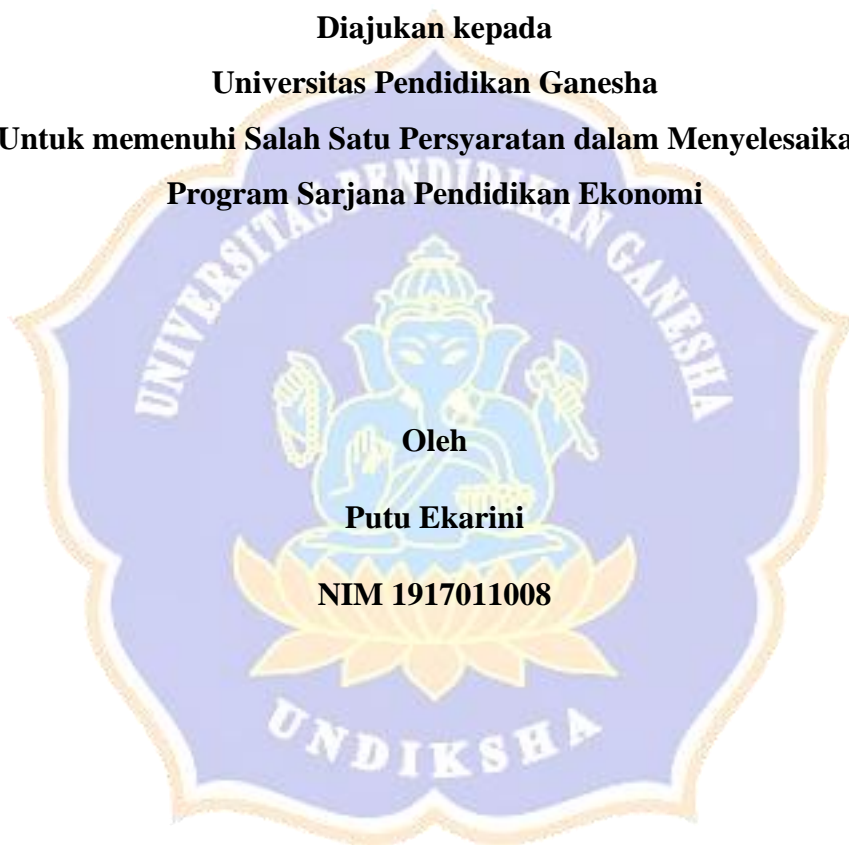 Diajukan kepada
Universitas Pendidikan Ganesha
Untuk memenuhi Salah Satu Persyaratan dalam Menyelesaika
Program Sarjana Pendidikan Ekonomi
UNIVERSITAS PENDIDIKAN GANESHA
Oleh
Putu Ekarini
NIM 1917011008
UNDIKSHA